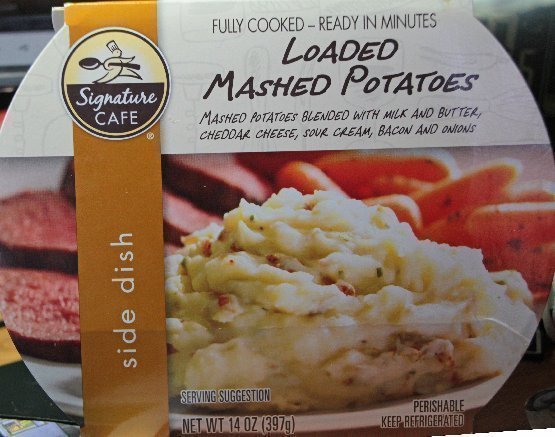 FULLY COOKED – READY IN MINUTES
LOADED
MASHED POTATOES
MASHED POTATOES BLENDED WITH MILK AND BUTTER,
CHEDDAR CHEESE, SOUR CREAM, BACON AND ONIONS
Signature
CAFE
®
side dish
SERVING SUGGESTION
NET WT 14 OZ (397g)
PERISHABLE
KEEP REFRIGERATED